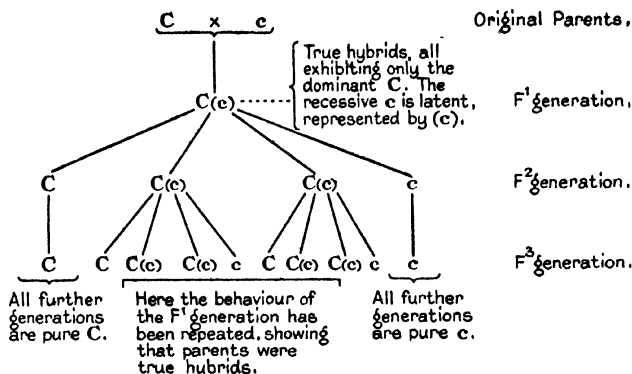 C × c Original Parents.
True hybrids, all
exhibiting only the
dominant C. The
recessive c is latent,
represented by (c).
C(c) F¹ generation.
C C(c) C(c) c F² generation.
C C C(c) C(c) c C C(c) C(c) c c F³ generation.
All further
generations
are pure C.
Here the behaviour of
the F¹ generation has
been repeated, showing
that parents were
true hybrids.
All further
generations
are pure c.